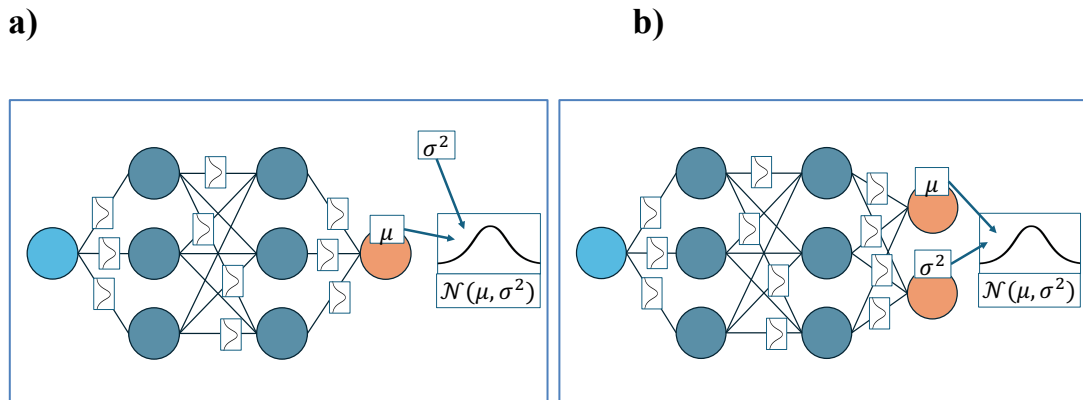 a)
b)
σ²
μ
𝒩(μ, σ²)
μ
σ²
𝒩(μ, σ²)